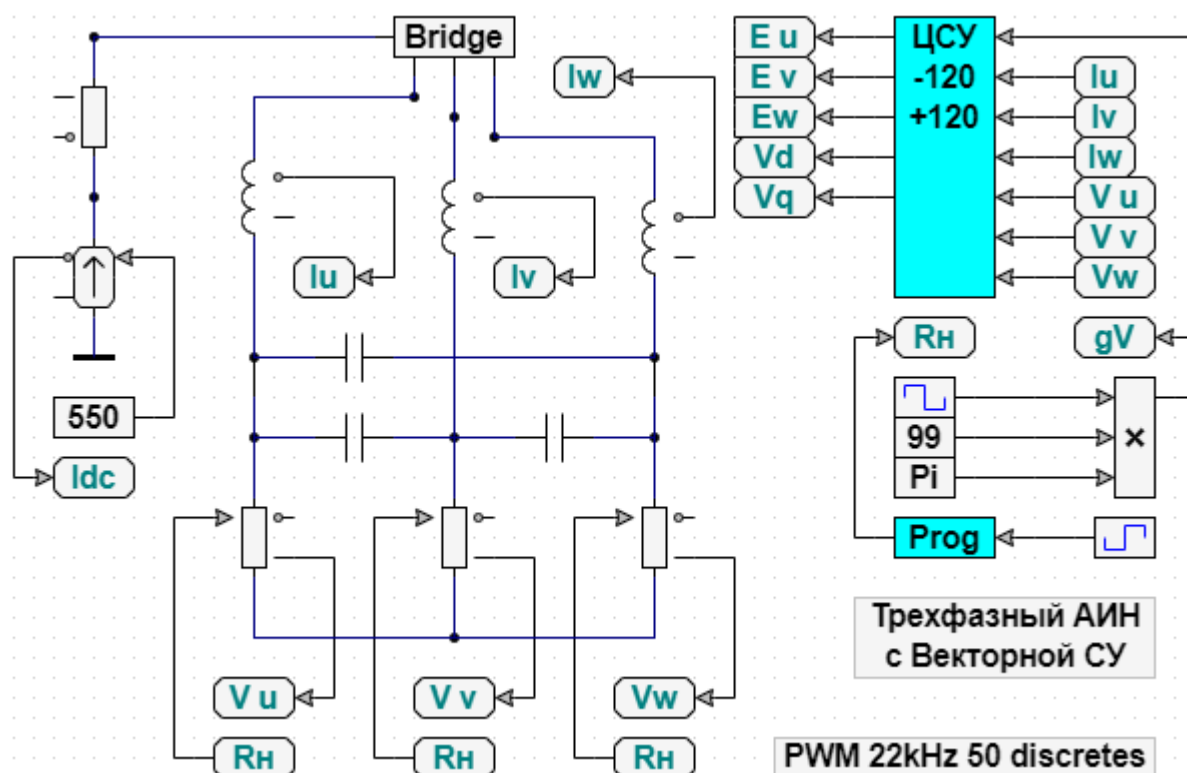 Bridge
Iw
Iu
Iv
550
Idc
V u
V v
Vw
Rн
Rн
Rн
E u
E v
Ew
Vd
Vq
ЦСУ
-120
+120
Iu
Iv
Iw
V u
V v
Vw
Rн
gV
99
Pi
×
Prog
Трехфазный АИН
с Векторной СУ
PWM 22kHz 50 discretes